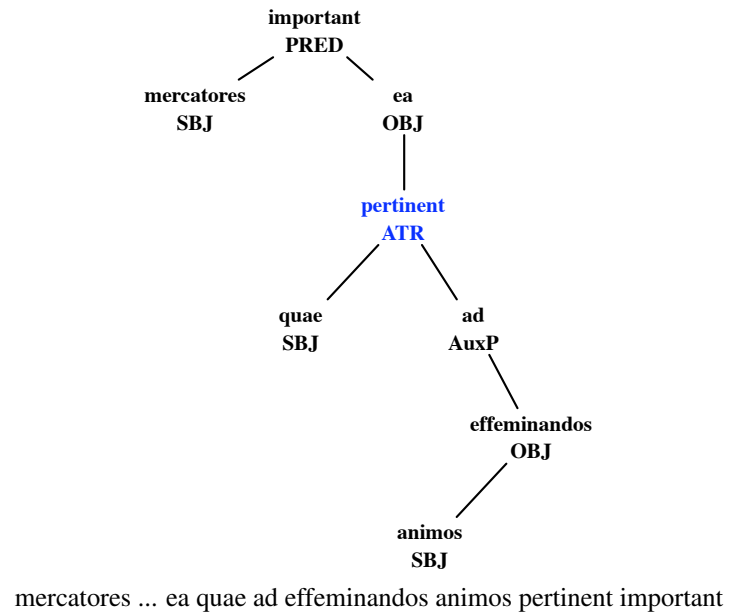 important
PRED
mercatores
SBJ
ea
OBJ
pertinent
ATR
quae
SBJ
ad
AuxP
effeminandos
OBJ
animos
SBJ
mercatores ... ea quae ad effeminandos animos pertinent important